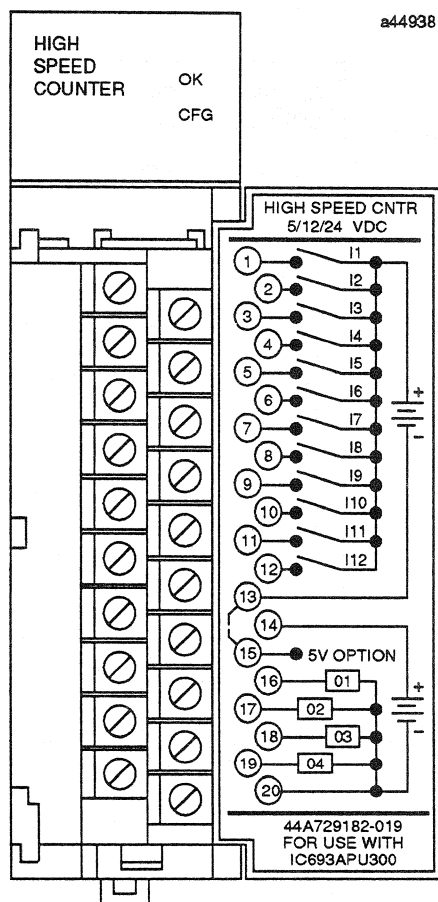 a44938
HIGH
SPEED
COUNTER
OK
CFG
HIGH SPEED CNTR
5/12/24 VDC
1 I1
2 I2
3 I3
4 I4
5 I5
6 I6
7 I7
8 I8
9 I9
10 I10
11 I11
12 I12
+
-
13
14
15 5V OPTION
16 01
17 02
18 03
19 04
20
+
-
44A729182-019
FOR USE WITH
IC693APU300